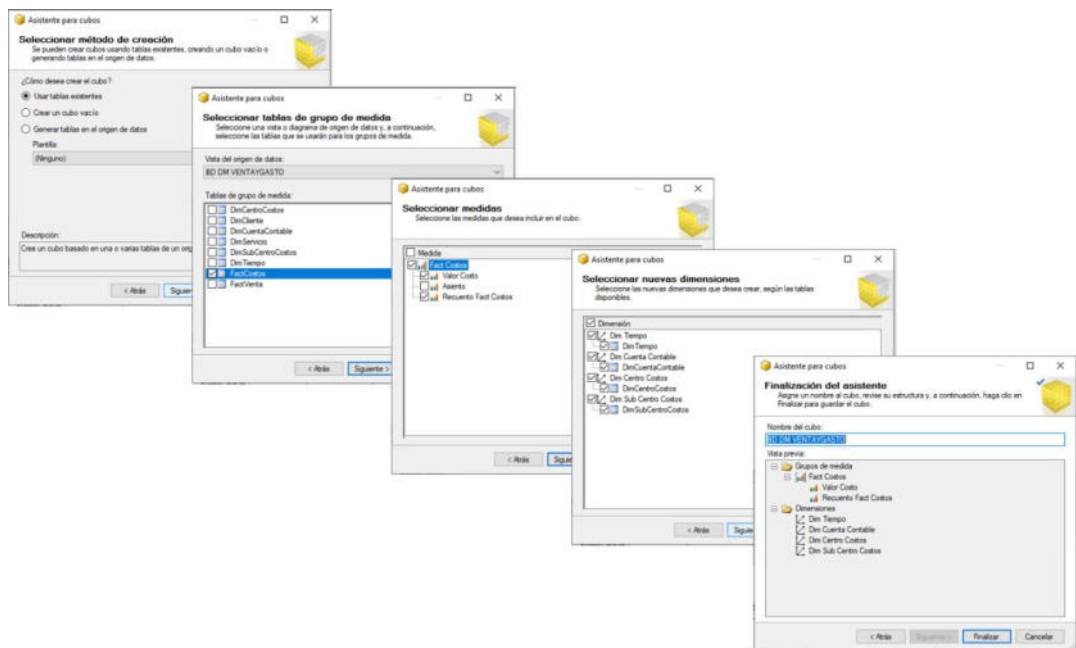 Asistente para cubos
Seleccionar método de creación
Se pueden crear cubos usando tablas existentes, creando un cubo vacío o
generando tablas en el origen de datos.
¿Cómo desea crear el cubo?
Usar tablas existentes
Crear un cubo vacío
Generar tablas en el origen de datos
Plantilla:
(Ninguno)
Descripción:
Cree un cubo basado en una o varias tablas de un orig
< Atrás
Siguien
Asistente para cubos
Seleccionar tablas de grupo de medida
Seleccione una vista o diagrama de origen de datos y, a continuación,
seleccione las tablas que se usarán para los grupos de medida.
Vista del origen de datos:
BD DM VENTAYGASTO
Tablas de grupo de medida:
DimCentroCostos
DimCliente
DimCuentaContable
DimServicio
DimSubCentroCostos
DimTiempo
FactCostos
FactVenta
< Atrás
Siguiente >
Asistente para cubos
Seleccionar medidas
Seleccione las medidas que desea incluir en el cubo.
Medida
Fact Costos
Valor Costo
Asiento
Recuento Fact Costos
< Atrás
Siguie
Asistente para cubos
Seleccionar nuevas dimensiones
Seleccione las nuevas dimensiones que desea crear, según las tablas
disponibles.
Dimensión
Dim Tiempo
DimTiempo
Dim Cuenta Contable
DimCuentaContable
Dim Centro Costos
DimCentroCostos
Dim Sub Centro Costos
DimSubCentroCostos
< Atrás
Siguie
Asistente para cubos
Finalización del asistente
Asigne un nombre al cubo, revise su estructura y, a continuación, haga clic en
Finalizar para guardar el cubo.
Nombre del cubo:
BD DM VENTAYGASTO
Vista previa:
Grupos de medida
Fact Costos
Valor Costo
Recuento Fact Costos
Dimensiones
Dim Tiempo
Dim Cuenta Contable
Dim Centro Costos
Dim Sub Centro Costos
< Atrás
Siguiente >
Finalizar
Cancelar